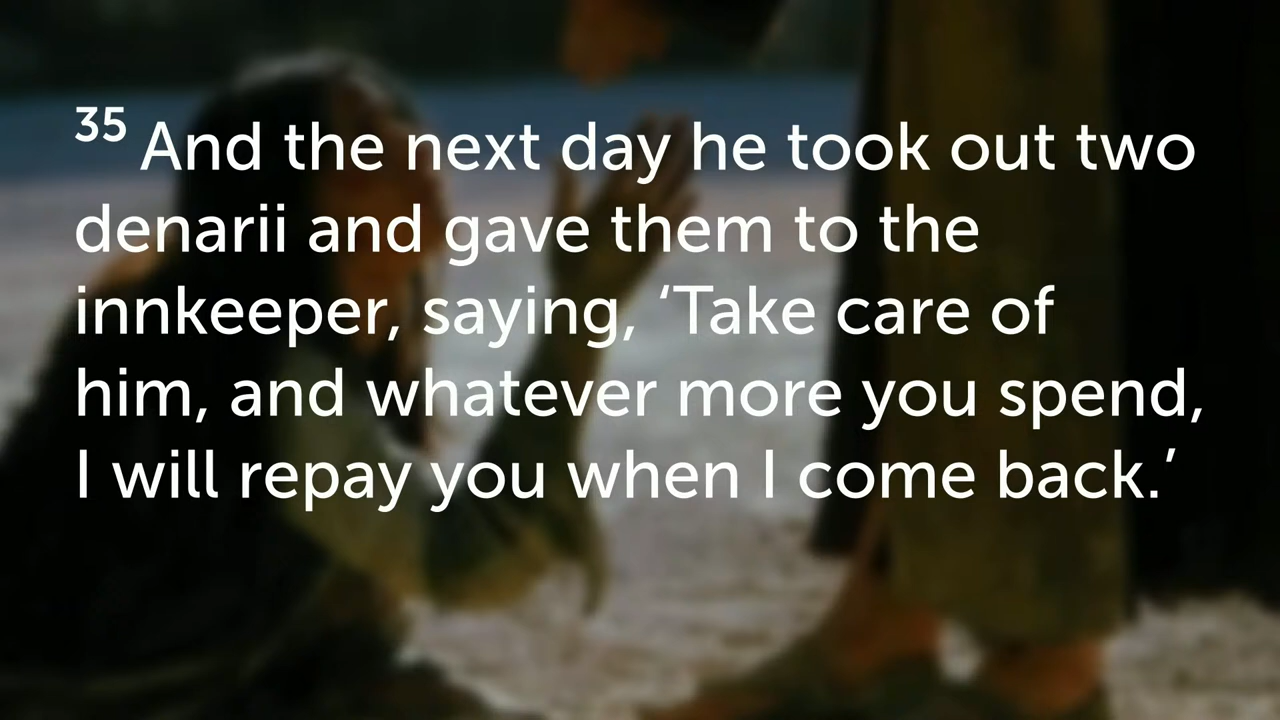 35 And the next day he took out two
denarii and gave them to the
innkeeper, saying, ‘Take care of
him, and whatever more you spend,
I will repay you when I come back.’